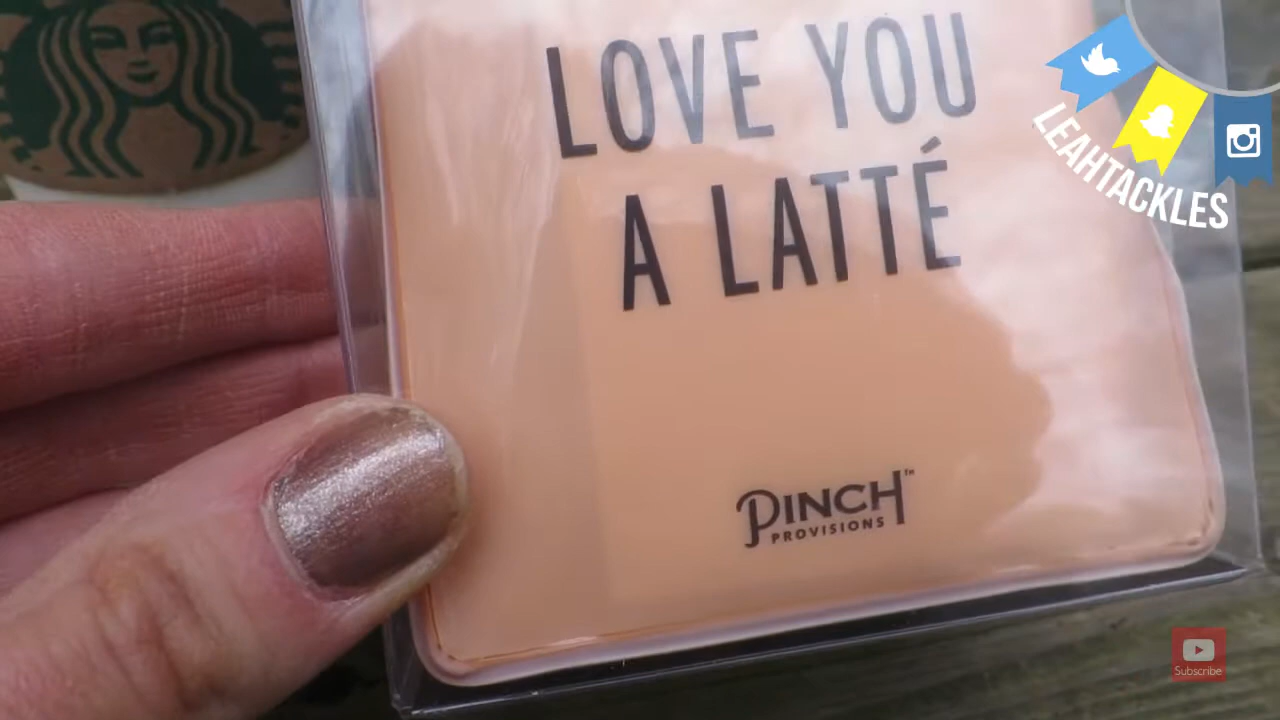 LOVE YOU
A LATTÉ
PINCH™
PROVISIONS
LEAHTACKLES
Subscribe